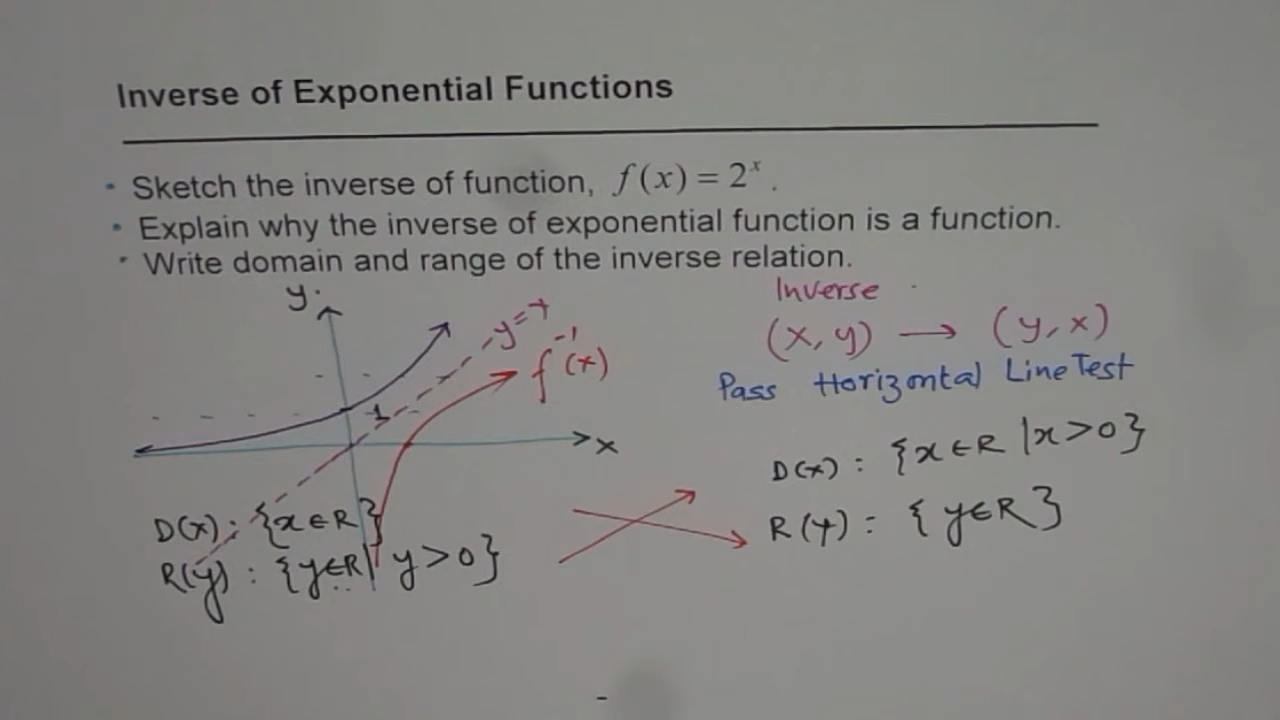 Inverse of Exponential Functions
• Sketch the inverse of function, f(x) = 2ˣ.
• Explain why the inverse of exponential function is a function.
• Write domain and range of the inverse relation.
y
Inverse
y=x
(x, y) → (y, x)
f⁻¹(x)
Pass Horizontal Line Test
1
x
D(x) : {x ∈ R | x > 0}
D(x) : {x ∈ R}
R(y) : {y ∈ R}
R(y) : {y ∈ R | y > 0}